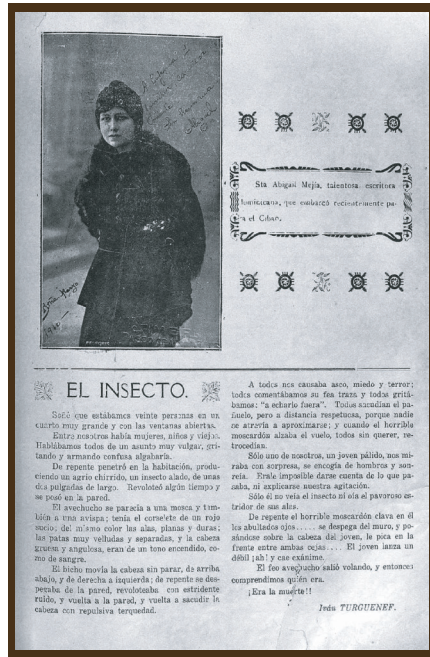 Sta Abigail Mejía, talentosa escritora
dominicana, que embarcó recientemente pa-
ra el Cibao.
EL INSECTO.
Soñé que estábamos veinte personas en un
cuarto muy grande y con las ventanas abiertas.
Entre nosotros había mujeres, niños y viejos.
Hablábamos todos de un asunto muy vulgar, gri-
tando y armando confusa algarabía.
De repente penetró en la habitación, produ-
ciendo un agrio chirrido, un insecto alado, de unas
dos pulgadas de largo. Revoloteó algún tiempo y
se posó en la pared.
El avechucho se parecía a una mosca y tam-
bién a una avispa; tenía el corselete de un rojo
sucio; del mismo color las alas, planas y duras;
las patas muy velludas y separadas, y la cabeza
gruesa y angulosa, eran de un tono encendido, co-
mo de sangre.
El bicho movía la cabeza sin parar, de arriba
abajo, y de derecha a izquierda; de repente se des-
pegaba de la pared, revoloteaba con estridente
ruido, y vuelta a la pared, y vuelta a sacudir la
cabeza con repulsiva terquedad.
A todos nos causaba asco, miedo y terror;
todos comentábamos su fea traza y todos gritá-
bamos: "a echarlo fuera". Todos sacudían el pa-
ñuelo, pero a distancia respetuosa, porque nadie
se atrevía a aproximarse; y cuando el horrible
moscardón alzaba el vuelo, todos sin querer, re-
trocedían.
Sólo uno de nosotros, un joven pálido, nos mi-
raba con sorpresa, se encogía de hombros y son-
reía. Erale imposible darse cuenta de lo que pa-
saba, ni explicarse nuestra agitación.
Sólo él no veía el insecto ni oía el pavoroso es-
tridor de sus alas.
De repente el horrible moscardón clava en él
los abultados ojos..... se despega del muro, y po-
sándose sobre la cabeza del joven, le pica en la
frente entre ambas cejas.... El joven lanza un
débil ¡ah! y cae exánime.
El feo avechucho salió volando, y entonces
comprendimos quién era.
¡Era la muerte!!
Iván TURGUENEF.